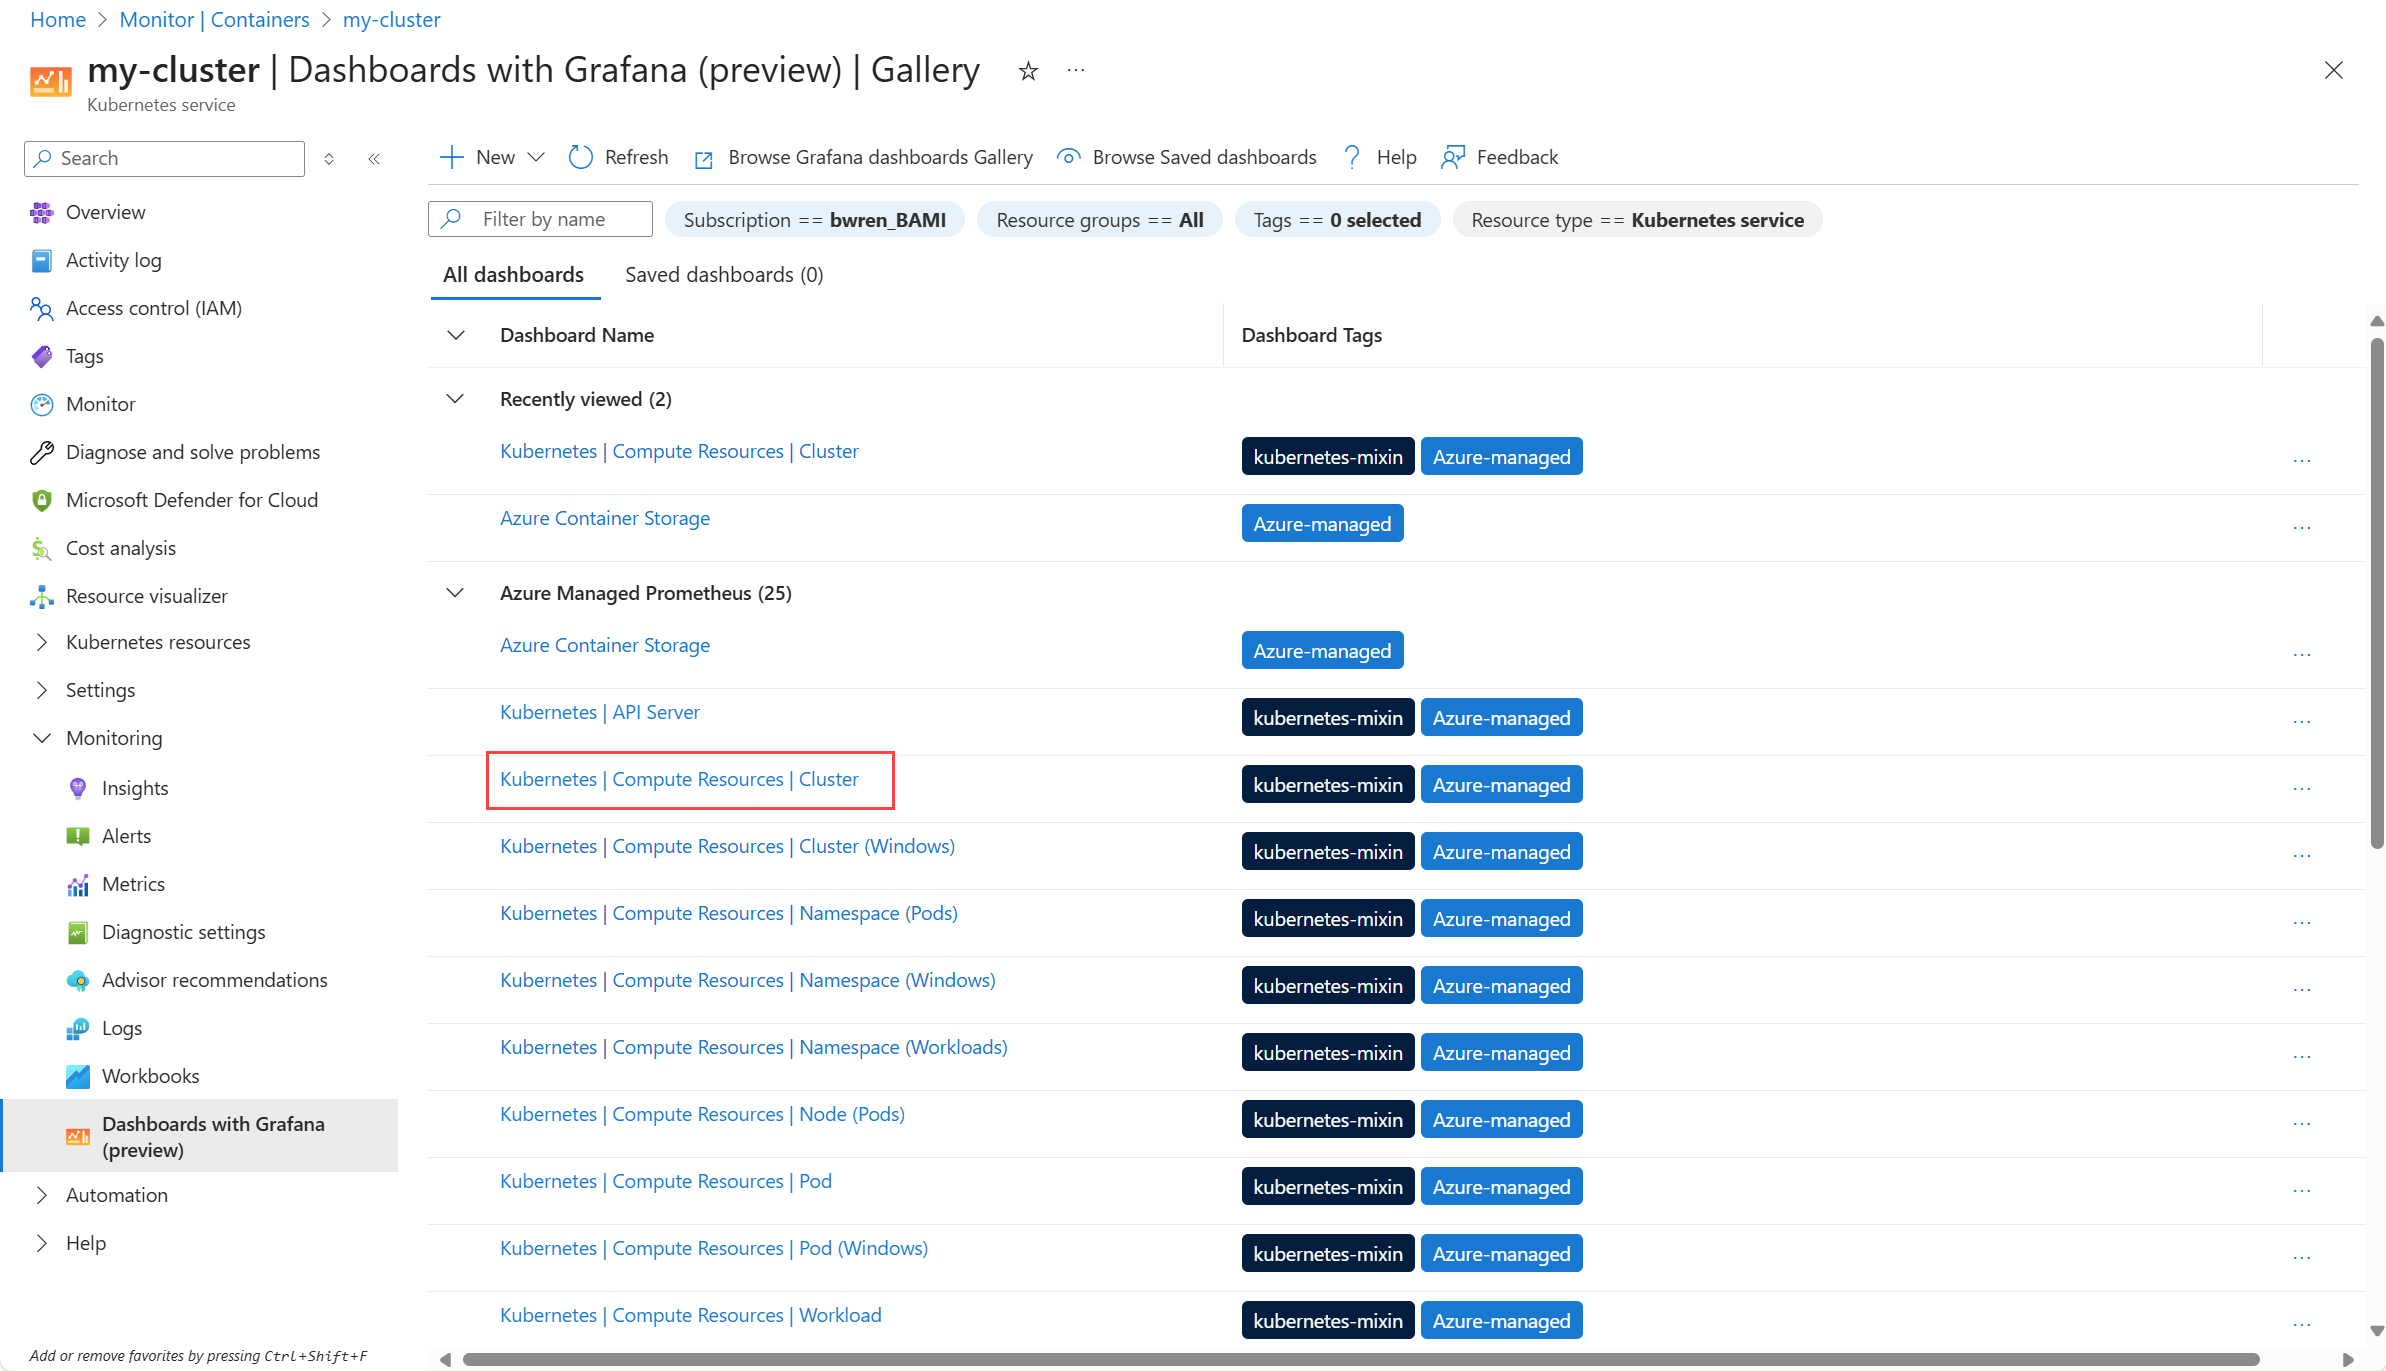 Home > Monitor | Containers > my-cluster
my-cluster | Dashboards with Grafana (preview) | Gallery
Kubernetes service
Search
Overview
Activity log
Access control (IAM)
Tags
Monitor
Diagnose and solve problems
Microsoft Defender for Cloud
Cost analysis
Resource visualizer
Kubernetes resources
Settings
Monitoring
Insights
Alerts
Metrics
Diagnostic settings
Advisor recommendations
Logs
Workbooks
Dashboards with Grafana
(preview)
Automation
Help
Add or remove favorites by pressing Ctrl+Shift+F
New Refresh Browse Grafana dashboards Gallery Browse Saved dashboards Help Feedback
Filter by name Subscription == bwren_BAMI Resource groups == All Tags == 0 selected Resource type == Kubernetes service
All dashboards Saved dashboards (0)
Dashboard Name Dashboard Tags
Recently viewed (2)
Kubernetes | Compute Resources | Cluster kubernetes-mixin Azure-managed
Azure Container Storage Azure-managed
Azure Managed Prometheus (25)
Azure Container Storage Azure-managed
Kubernetes | API Server kubernetes-mixin Azure-managed
Kubernetes | Compute Resources | Cluster kubernetes-mixin Azure-managed
Kubernetes | Compute Resources | Cluster (Windows) kubernetes-mixin Azure-managed
Kubernetes | Compute Resources | Namespace (Pods) kubernetes-mixin Azure-managed
Kubernetes | Compute Resources | Namespace (Windows) kubernetes-mixin Azure-managed
Kubernetes | Compute Resources | Namespace (Workloads) kubernetes-mixin Azure-managed
Kubernetes | Compute Resources | Node (Pods) kubernetes-mixin Azure-managed
Kubernetes | Compute Resources | Pod kubernetes-mixin Azure-managed
Kubernetes | Compute Resources | Pod (Windows) kubernetes-mixin Azure-managed
Kubernetes | Compute Resources | Workload kubernetes-mixin Azure-managed